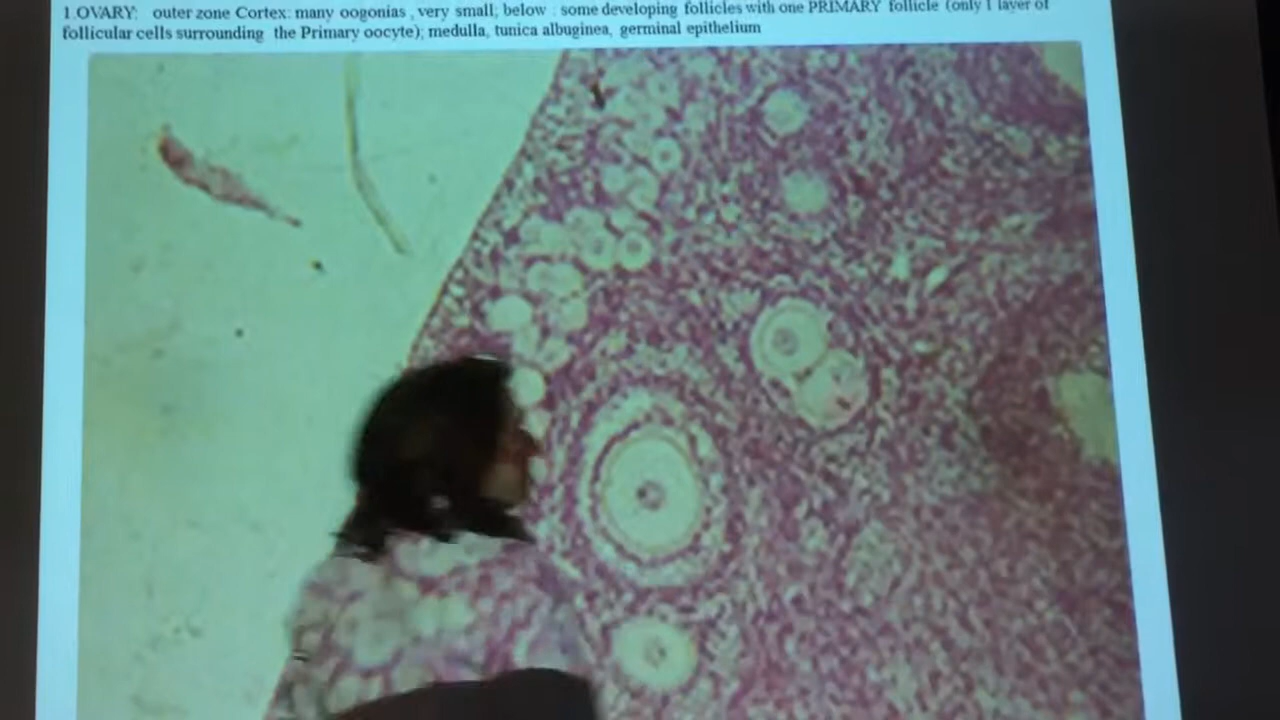 1.OVARY: outer zone Cortex: many oogonias , very small; below : some developing follicles with one PRIMARY follicle (only 1 layer of
follicular cells surrounding the Primary oocyte); medulla, tunica albuginea, germinal epithelium